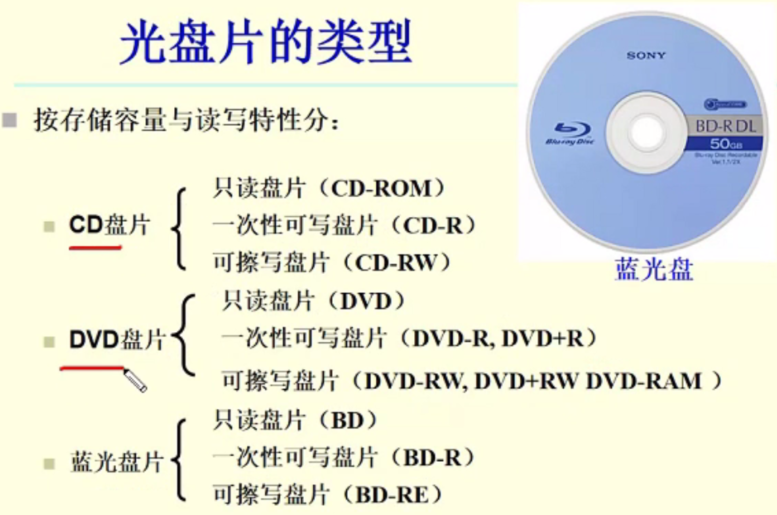 光盘片的类型
按存储容量与读写特性分：
SONY
Blu-ray Disc
BD-R DL
50GB
Blu-ray Disc Recordable
蓝光盘
CD盘片
只读盘片（CD-ROM）
一次性可写盘片（CD-R）
可擦写盘片（CD-RW）
DVD盘片
只读盘片（DVD）
一次性可写盘片（DVD-R, DVD+R）
可擦写盘片（DVD-RW, DVD+RW DVD-RAM ）
蓝光盘片
只读盘片（BD）
一次性可写盘片（BD-R）
可擦写盘片（BD-RE）